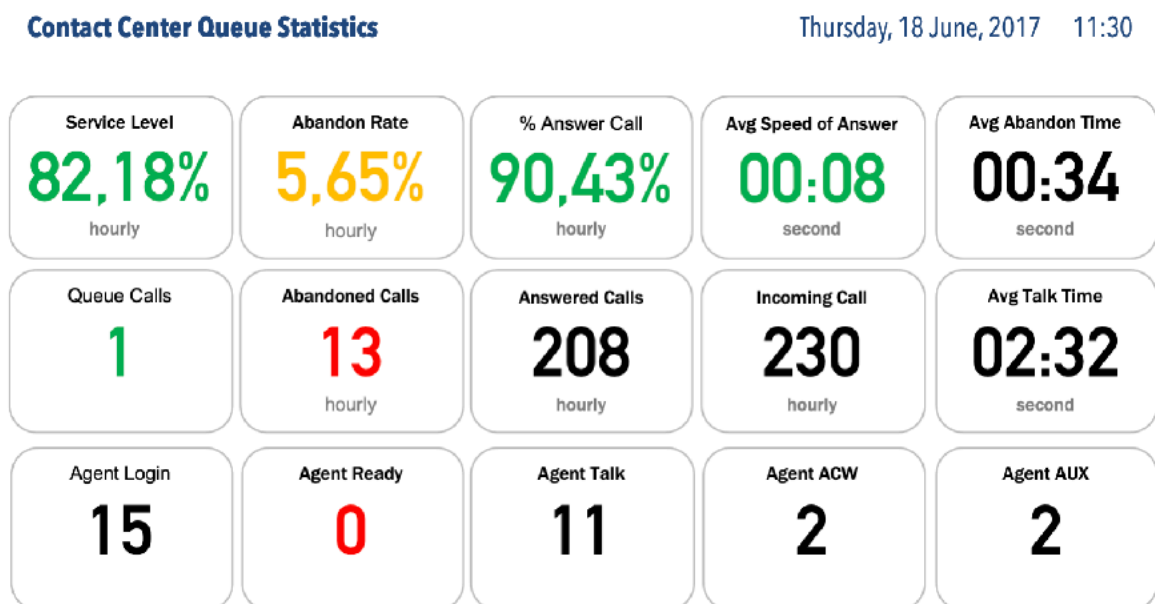 Contact Center Queue Statistics
Thursday, 18 June, 2017 11:30
Service Level
82,18%
hourly
Abandon Rate
5,65%
hourly
% Answer Call
90,43%
hourly
Avg Speed of Answer
00:08
second
Avg Abandon Time
00:34
second
Queue Calls
1
Abandoned Calls
13
hourly
Answered Calls
208
hourly
Incoming Call
230
hourly
Avg Talk Time
02:32
second
Agent Login
15
Agent Ready
0
Agent Talk
11
Agent ACW
2
Agent AUX
2